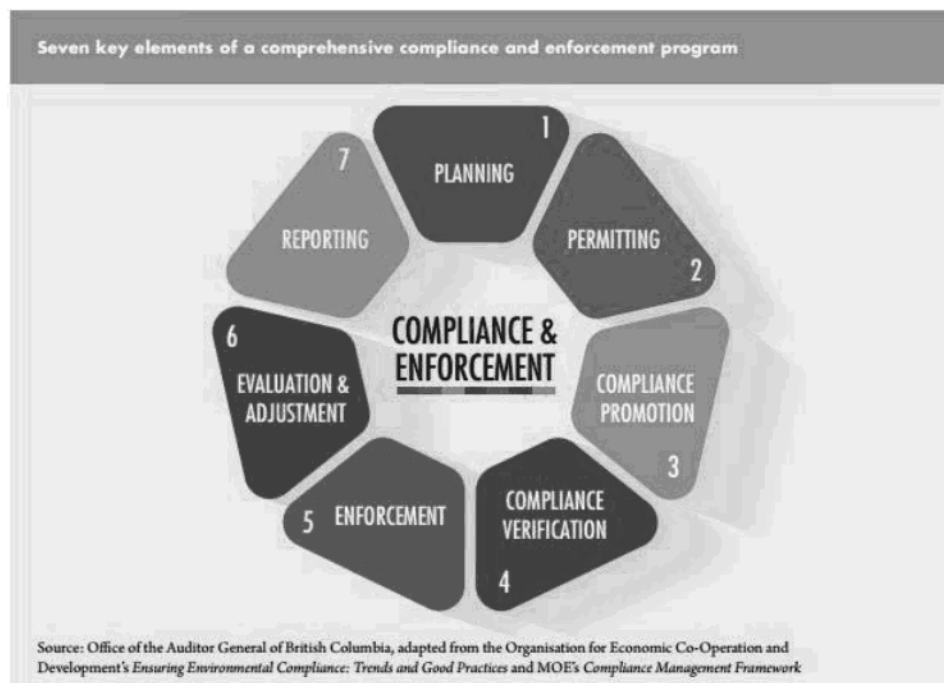 Seven key elements of a comprehensive compliance and enforcement program
1
PLANNING
PERMITTING
2
COMPLIANCE
PROMOTION
3
COMPLIANCE
VERIFICATION
4
5 ENFORCEMENT
6
EVALUATION &
ADJUSTMENT
7
REPORTING
COMPLIANCE &
ENFORCEMENT
Source: Office of the Auditor General of British Columbia, adapted from the Organisation for Economic Co-Operation and
Development's Ensuring Environmental Compliance: Trends and Good Practices and MOE's Compliance Management Framework